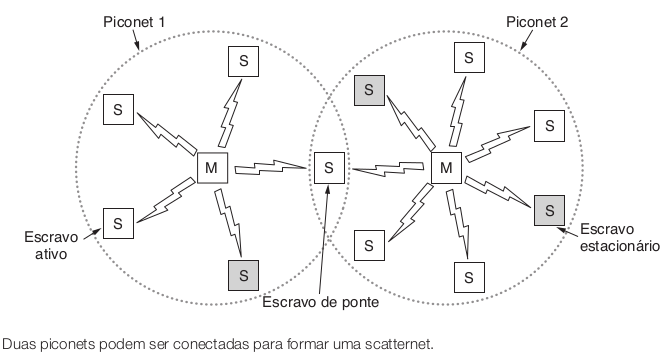 Piconet 1
Piconet 2
S
S
S
S
S
S
M
S
M
S
S
Escravo
ativo
Escravo
estacionário
S
S
S
Escravo de ponte
Duas piconets podem ser conectadas para formar uma scatternet.